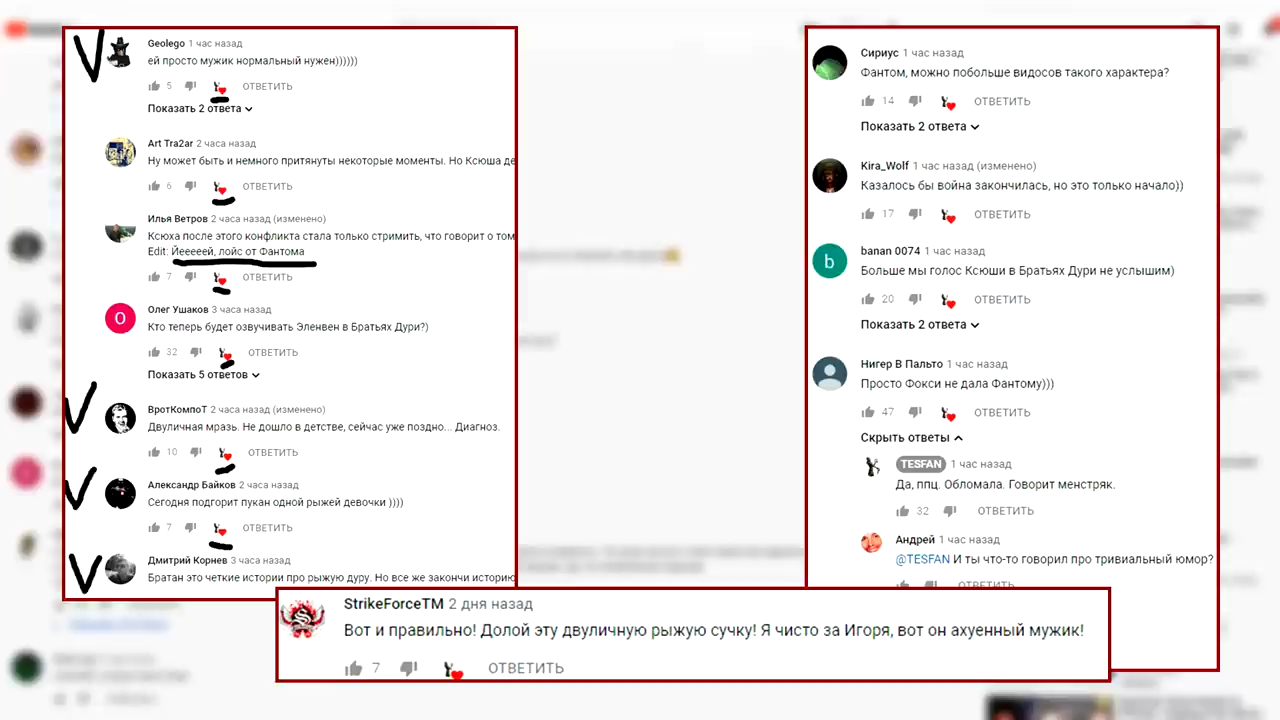 Geolego 1 час назад
ей просто мужик нормальный нужен))))))
5 ОТВЕТИТЬ
Показать 2 ответа
Art Tra2ar 2 часа назад
Ну может быть и немного притянуты некоторые моменты. Но Ксюша де
6 ОТВЕТИТЬ
Илья Ветров 2 часа назад (изменено)
Ксюха после этого конфликта стала только стримить, что говорит о том
Edit: Йееееей, лойс от Фантома
7 ОТВЕТИТЬ
Олег Ушаков 3 часа назад
Кто теперь будет озвучивать Эленвен в Братьях Дури?)
32 ОТВЕТИТЬ
Показать 5 ответов
ВротКомпоТ 2 часа назад (изменено)
Двуличная мразь. Не дошло в детстве, сейчас уже поздно... Диагноз.
10 ОТВЕТИТЬ
Александр Байков 2 часа назад
Сегодня подгорит пукан одной рыжей девочки ))))
7 ОТВЕТИТЬ
Дмитрий Корнев 3 часа назад
Братан это четкие истории про рыжую дуру. Но все же закончи историю
Сириус 1 час назад
Фантом, можно побольше видосов такого характера?
14 ОТВЕТИТЬ
Показать 2 ответа
Kira_Wolf 1 час назад (изменено)
Казалось бы война закончилась, но это только начало))
17 ОТВЕТИТЬ
banan 0074 1 час назад
Больше мы голос Ксюши в Братьях Дури не услышим)
20 ОТВЕТИТЬ
Показать 2 ответа
Нигер В Пальто 1 час назад
Просто Фокси не дала Фантому)))
47 ОТВЕТИТЬ
Скрыть ответы
TESFAN 1 час назад
Да, ппц. Обломала. Говорит менстряк.
32 ОТВЕТИТЬ
Андрей 1 час назад
@TESFAN И ты что-то говорил про тривиальный юмор?
ОТВЕТИТЬ
StrikeForceTM 2 дня назад
Вот и правильно! Долой эту двуличную рыжую сучку! Я чисто за Игоря, вот он ахуенный мужик!
7 ОТВЕТИТЬ